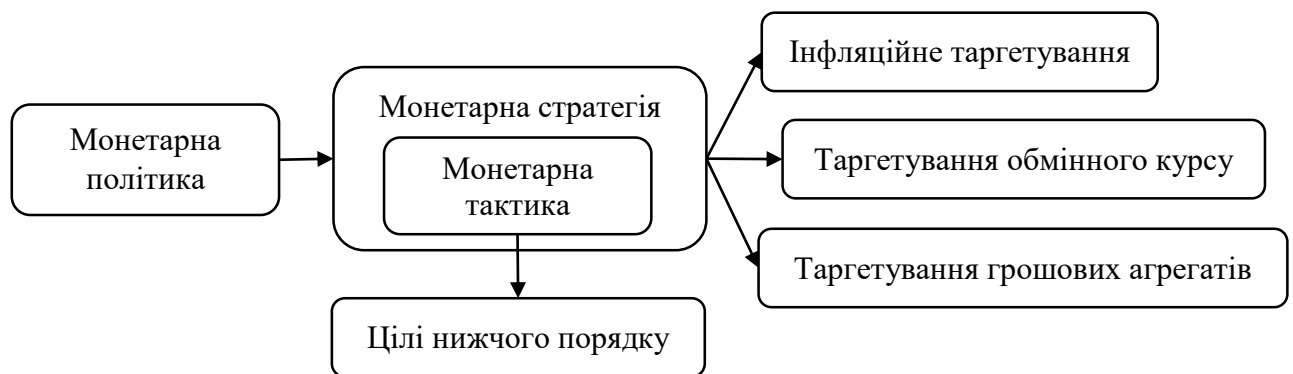 Монетарна
політика
Монетарна стратегія
Монетарна
тактика
Цілі нижчого порядку
Інфляційне таргетування
Таргетування обмінного курсу
Таргетування грошових агрегатів